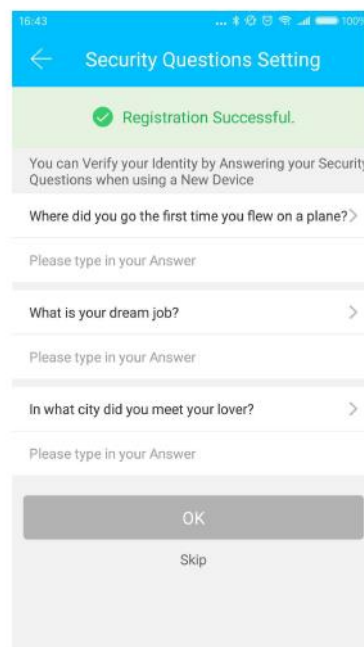 16:43 ... 100%
Security Questions Setting
Registration Successful.
You can Verify your Identity by Answering your Security
Questions when using a New Device
Where did you go the first time you flew on a plane?
Please type in your Answer
What is your dream job?
Please type in your Answer
In what city did you meet your lover?
Please type in your Answer
OK
Skip